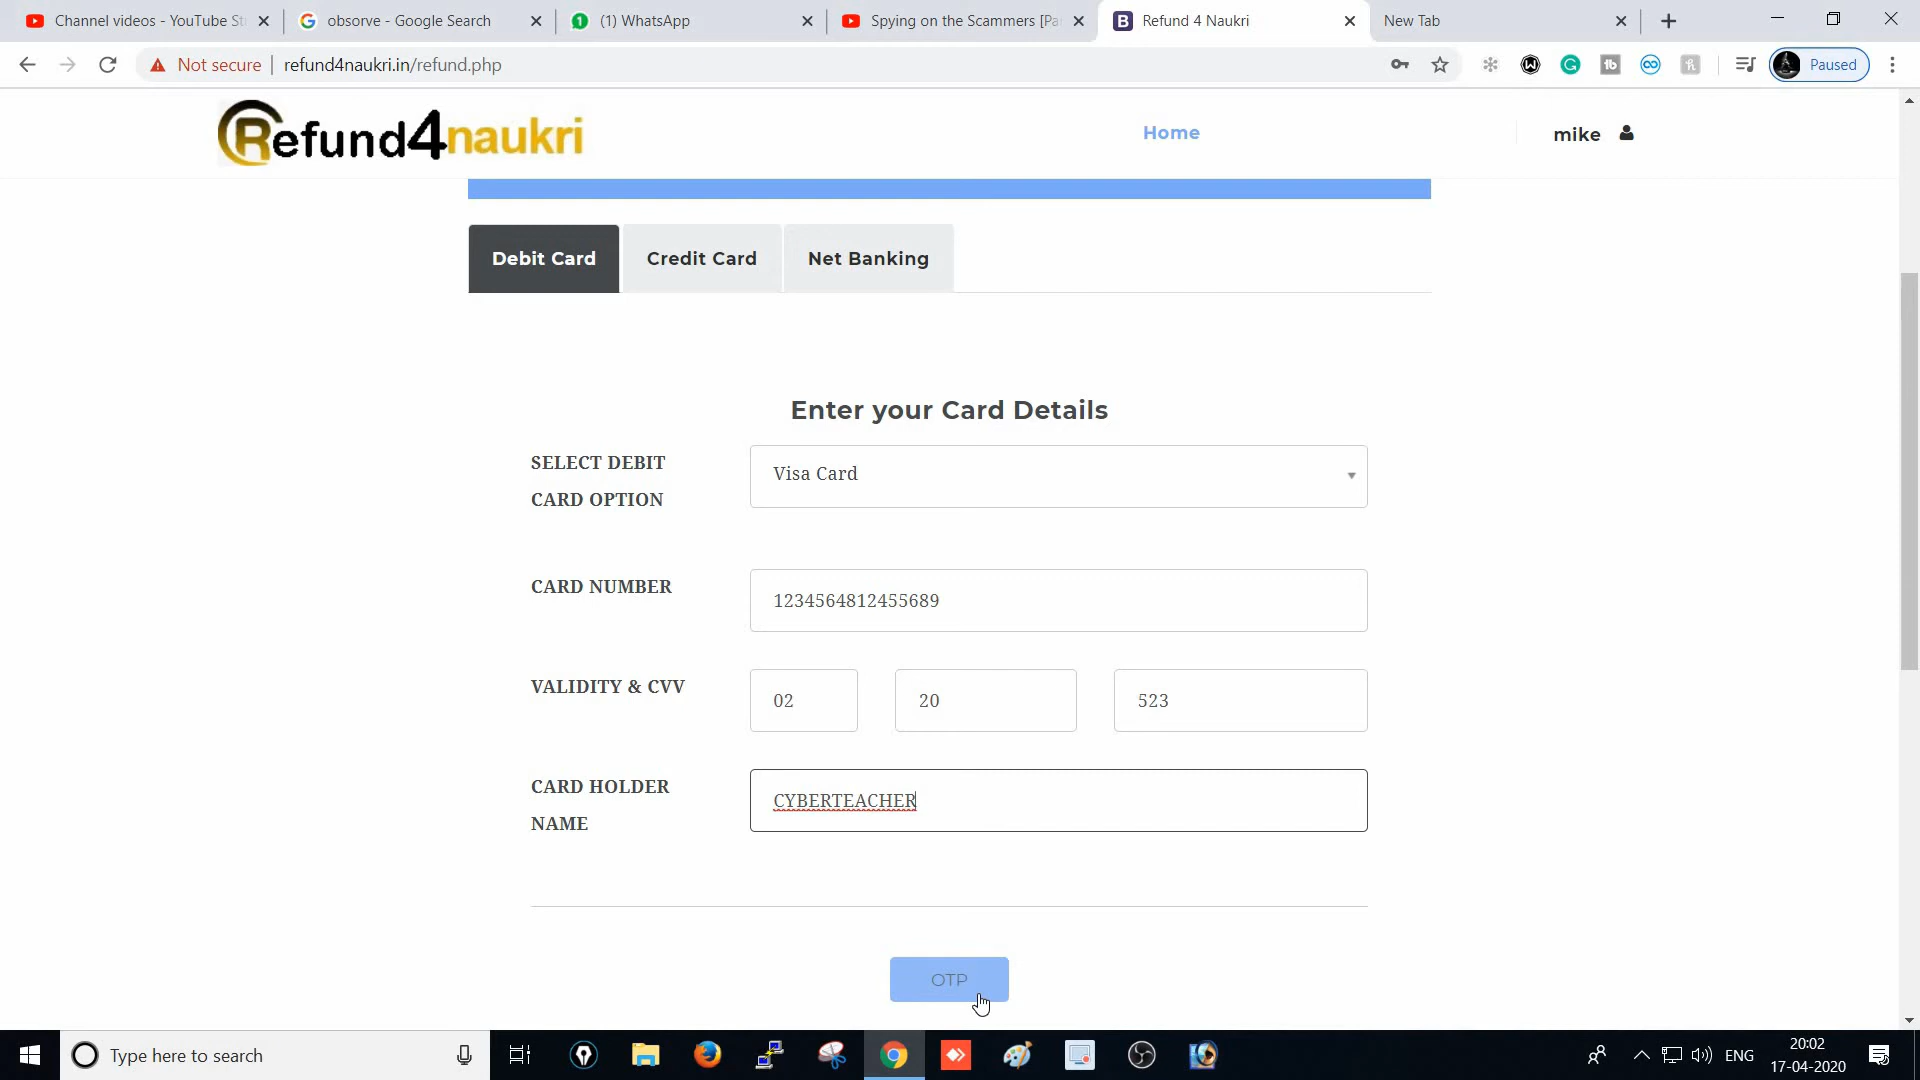 Channel videos - YouTube St
obsorve - Google Search
(1) WhatsApp
Spying on the Scammers [Pa
Refund 4 Naukri
New Tab
Not secure
refund4naukri.in/refund.php
Paused
Refund4naukri
Home
mike
Debit Card
Credit Card
Net Banking
Enter your Card Details
SELECT DEBIT
CARD OPTION
Visa Card
CARD NUMBER
1234564812455689
VALIDITY & CVV
02
20
523
CARD HOLDER
NAME
CYBERTEACHER
OTP
Type here to search
ENG
20:02
17-04-2020